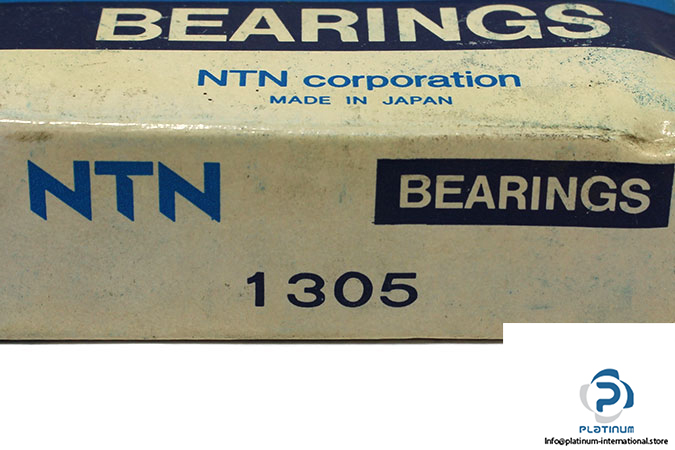 BEARINGS
NTN corporation
MADE IN JAPAN
NTN BEARINGS
1305
PLATINUM
Info@platinum-international.store